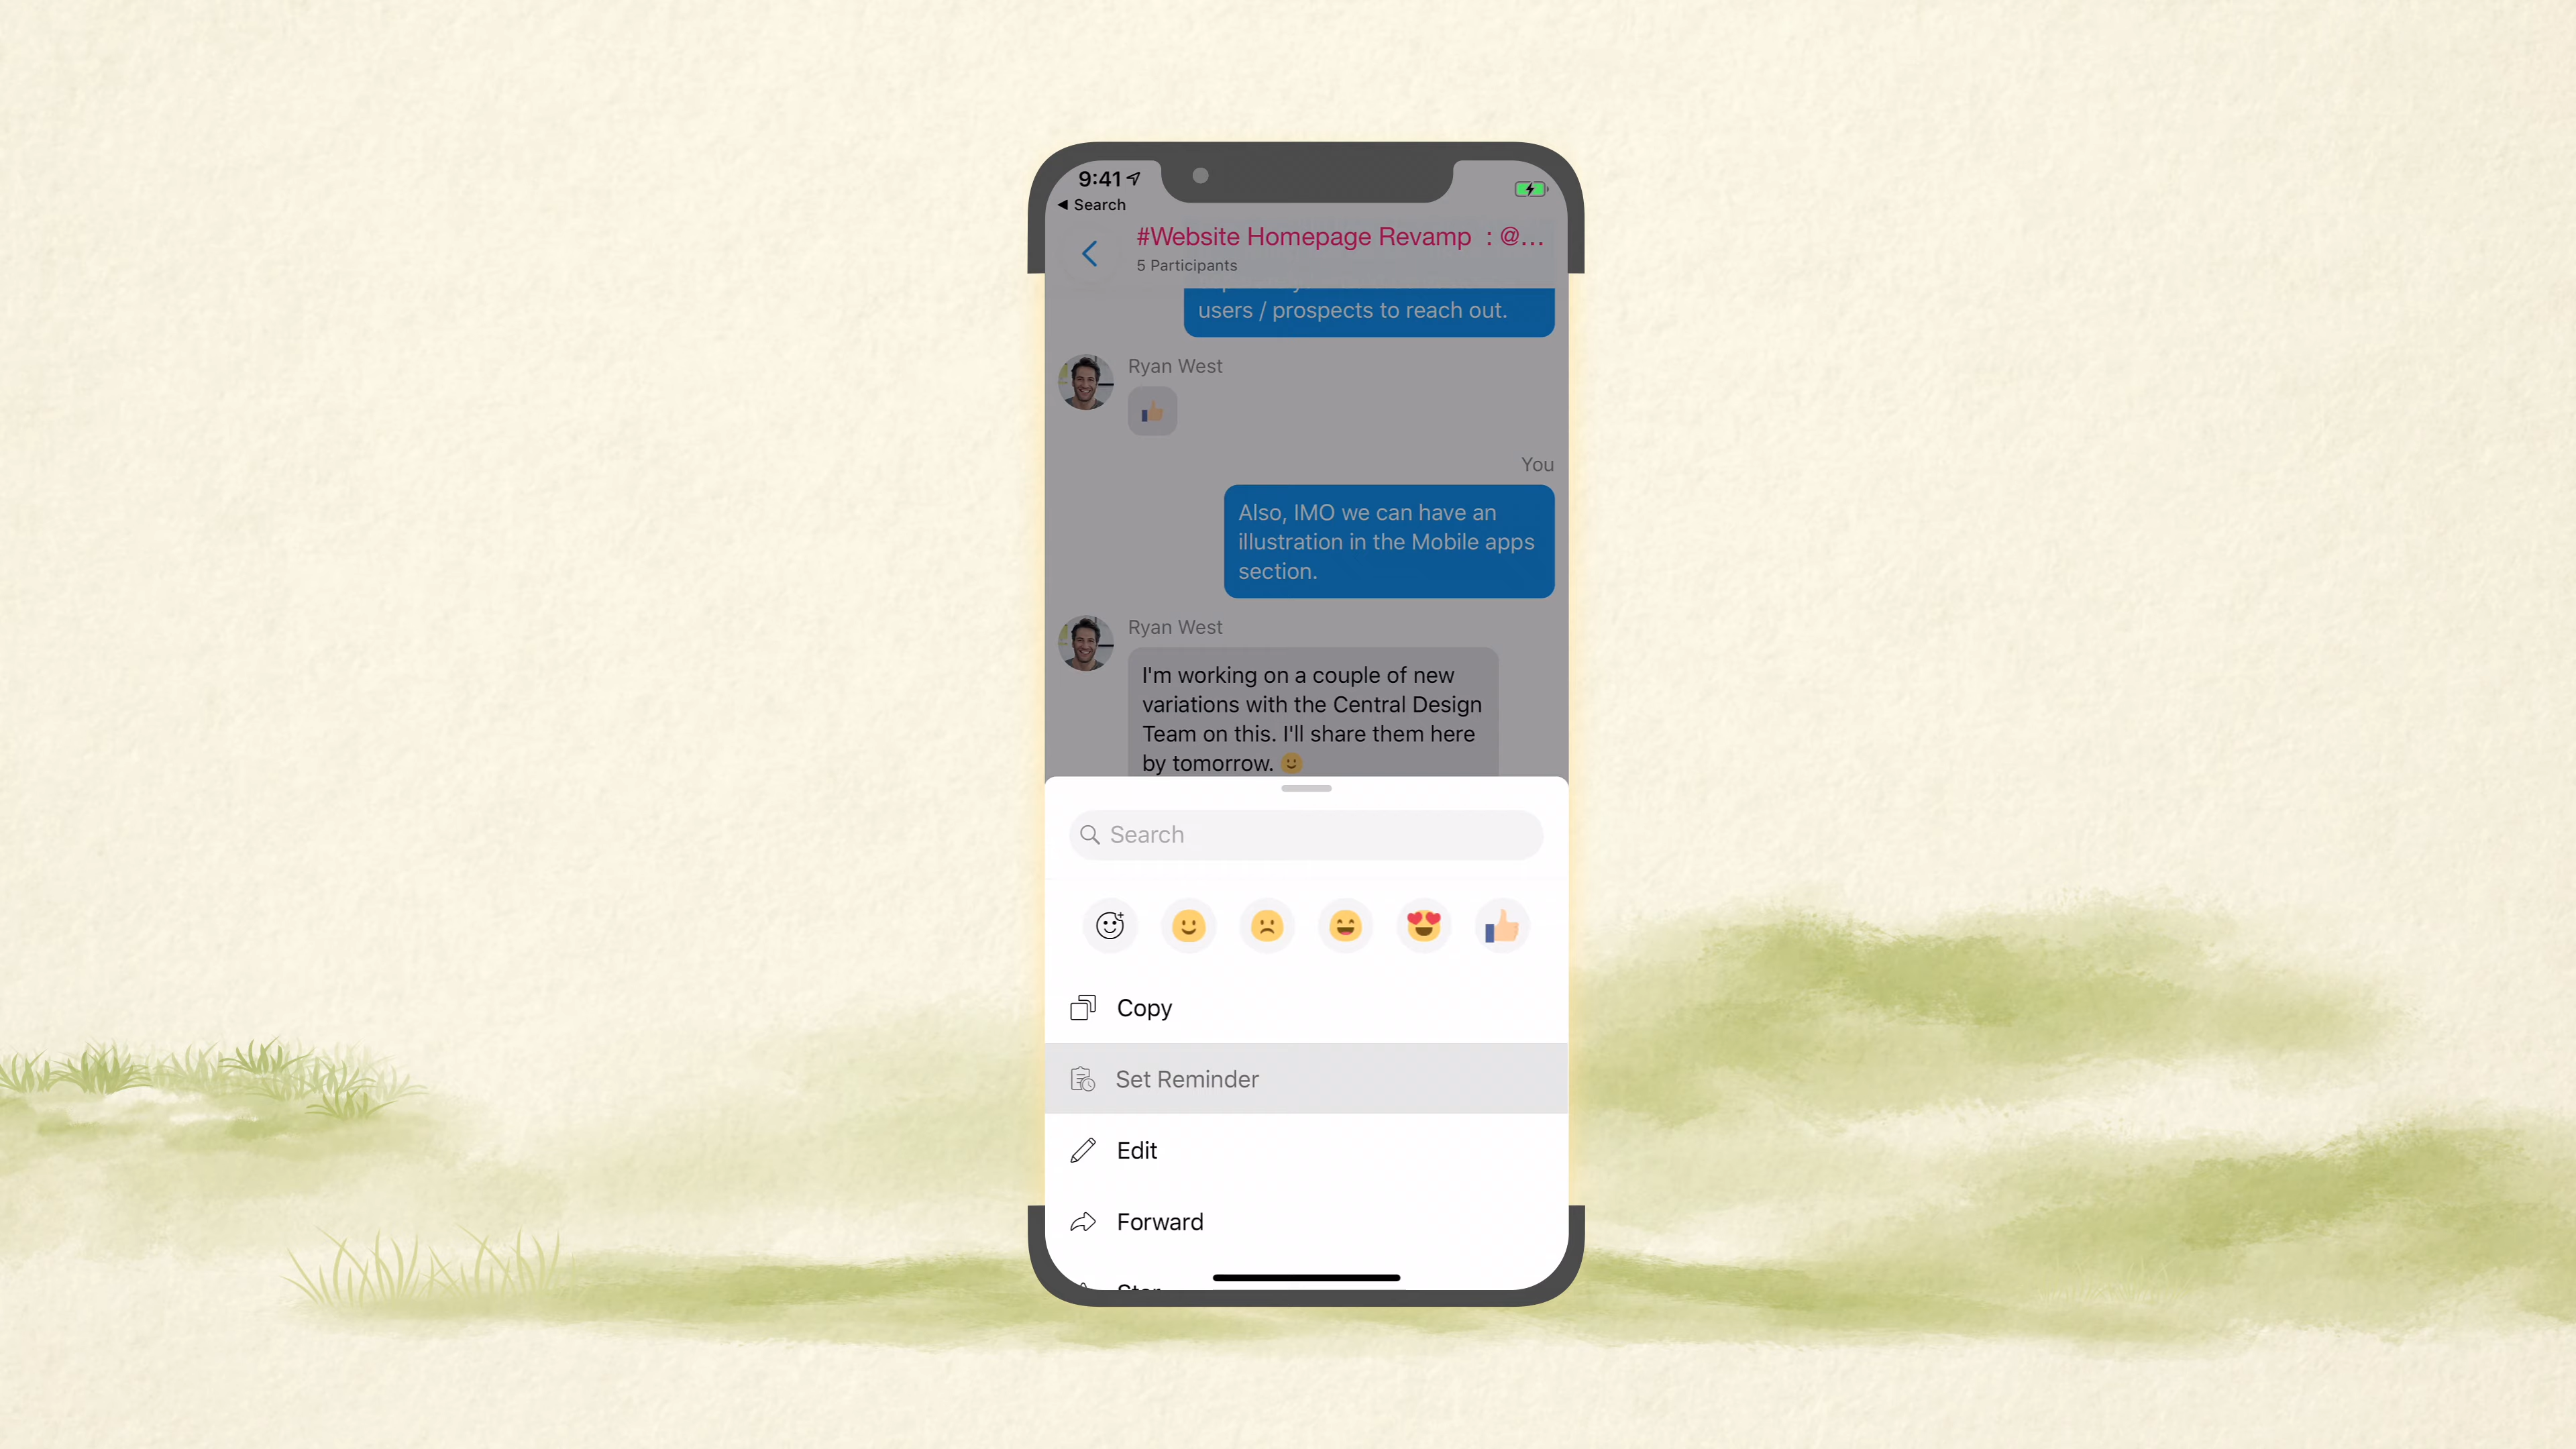 9:41
Search
#Website Homepage Revamp : @...
5 Participants
users / prospects to reach out.
Ryan West
You
Also, IMO we can have an
illustration in the Mobile apps
section.
Ryan West
I'm working on a couple of new
variations with the Central Design
Team on this. I'll share them here
by tomorrow.
Search
Copy
Set Reminder
Edit
Forward
Star